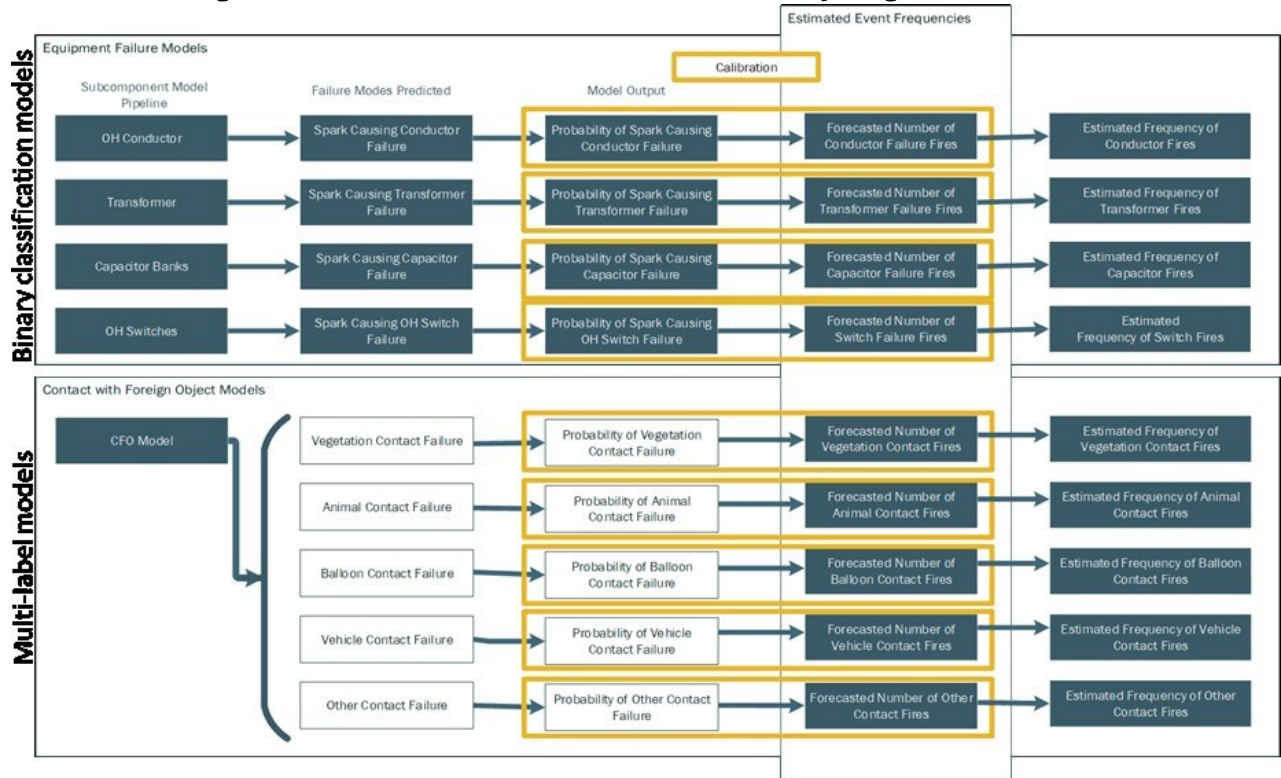 Estimated Event Frequencies
Binary classification models
Equipment Failure Models
Calibration
Subcomponent Model
Pipeline
Failure Modes Predicted
Model Output
OH Conductor
Spark Causing Conductor
Failure
Probability of Spark Causing
Conductor Failure
Forecasted Number of
Conductor Failure Fires
Estimated Frequency of
Conductor Fires
Transformer
Spark Causing Transformer
Failure
Probability of Spark Causing
Transformer Failure
Forecasted Number of
Transformer Failure Fires
Estimated Frequency of
Transformer Fires
Capacitor Banks
Spark Causing Capacitor
Failure
Probability of Spark Causing
Capacitor Failure
Forecasted Number of
Capacitor Failure Fires
Estimated Frequency of
Capacitor Fires
OH Switches
Spark Causing OH Switch
Failure
Probability of Spark Causing
OH Switch Failure
Forecasted Number of
Switch Failure Fires
Estimated
Frequency of Switch Fires
Multi-label models
Contact with Foreign Object Models
CFO Model
Vegetation Contact Failure
Probability of Vegetation
Contact Failure
Forecasted Number of
Vegetation Contact Fires
Estimated Frequency of
Vegetation Contact Fires
Animal Contact Failure
Probability of Animal
Contact Failure
Forecasted Number of
Animal Contact Fires
Estimated Frequency of Animal
Contact Fires
Balloon Contact Failure
Probability of Balloon
Contact Failure
Forecasted Number of
Balloon Contact Fires
Estimated Frequency of Balloon
Contact Fires
Vehicle Contact Failure
Probability of Vehicle
Contact Failure
Forecasted Number of
Vehicle Contact Fires
Estimated Frequency of Vehicle
Contact Fires
Other Contact Failure
Probability of Other Contact
Failure
Forecasted Number of Other
Contact Fires
Estimated Frequency of Other
Contact Fires